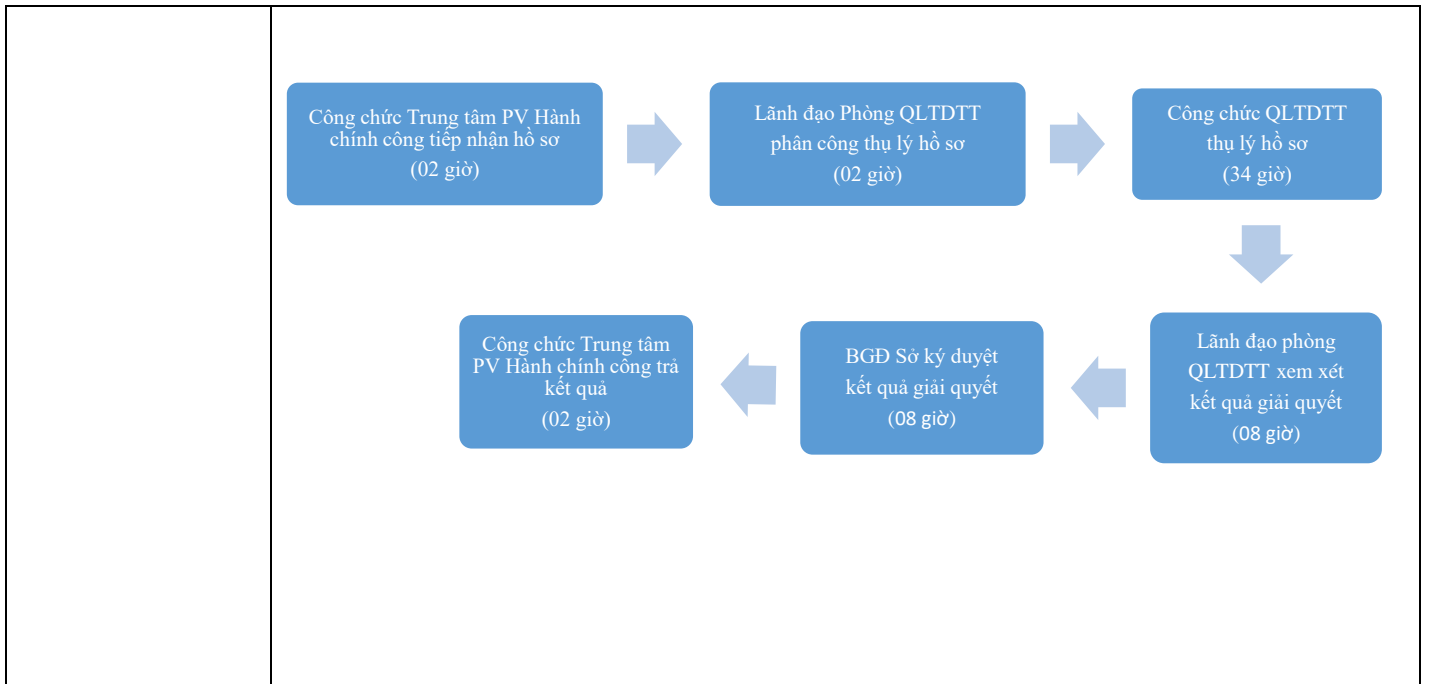 Công chức Trung tâm PV Hành
chính công tiếp nhận hồ sơ
(02 giờ)
Lãnh đạo Phòng QLTDTT
phân công thụ lý hồ sơ
(02 giờ)
Công chức QLTDTT
thụ lý hồ sơ
(34 giờ)
Lãnh đạo phòng
QLTDTT xem xét
kết quả giải quyết
(08 giờ)
BGĐ Sở ký duyệt
kết quả giải quyết
(08 giờ)
Công chức Trung tâm
PV Hành chính công trả
kết quả
(02 giờ)